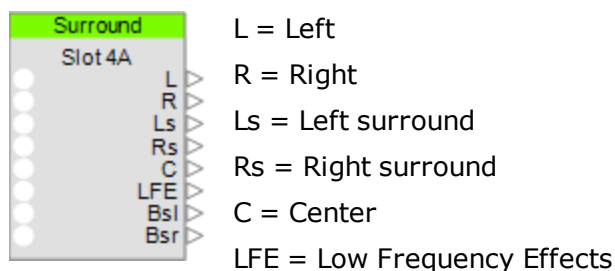 Surround
Slot 4A
L
R
Ls
Rs
C
LFE
Bsl
Bsr
L = Left
R = Right
Ls = Left surround
Rs = Right surround
C = Center
LFE = Low Frequency Effects